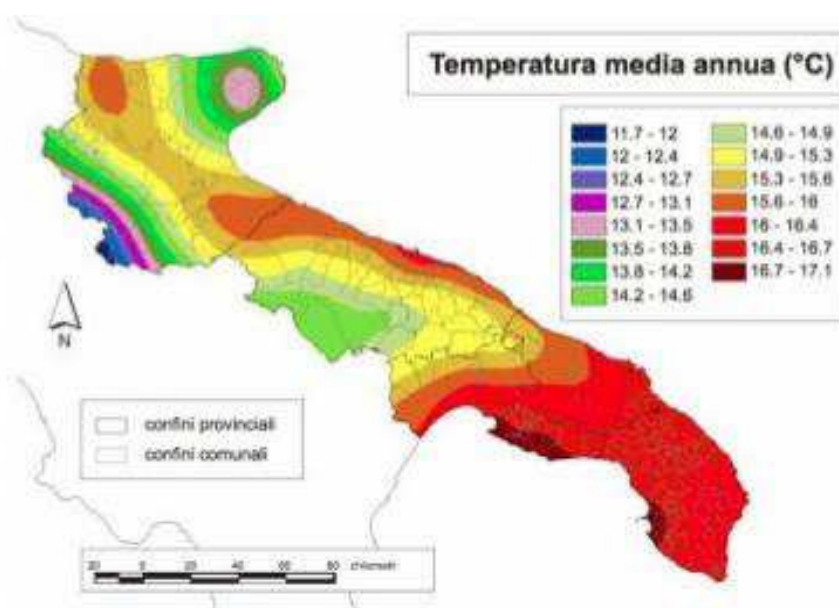 Temperatura media annua (°C)
11.7 - 12
12 - 12.4
12.4 - 12.7
12.7 - 13.1
13.1 - 13.5
13.5 - 13.8
13.8 - 14.2
14.2 - 14.6
14.6 - 14.9
14.9 - 15.3
15.3 - 15.6
15.6 - 16
16 - 16.4
16.4 - 16.7
16.7 - 17.1
N
confini provinciali
confini comunali
20 0 20 40 60 80 chilometri